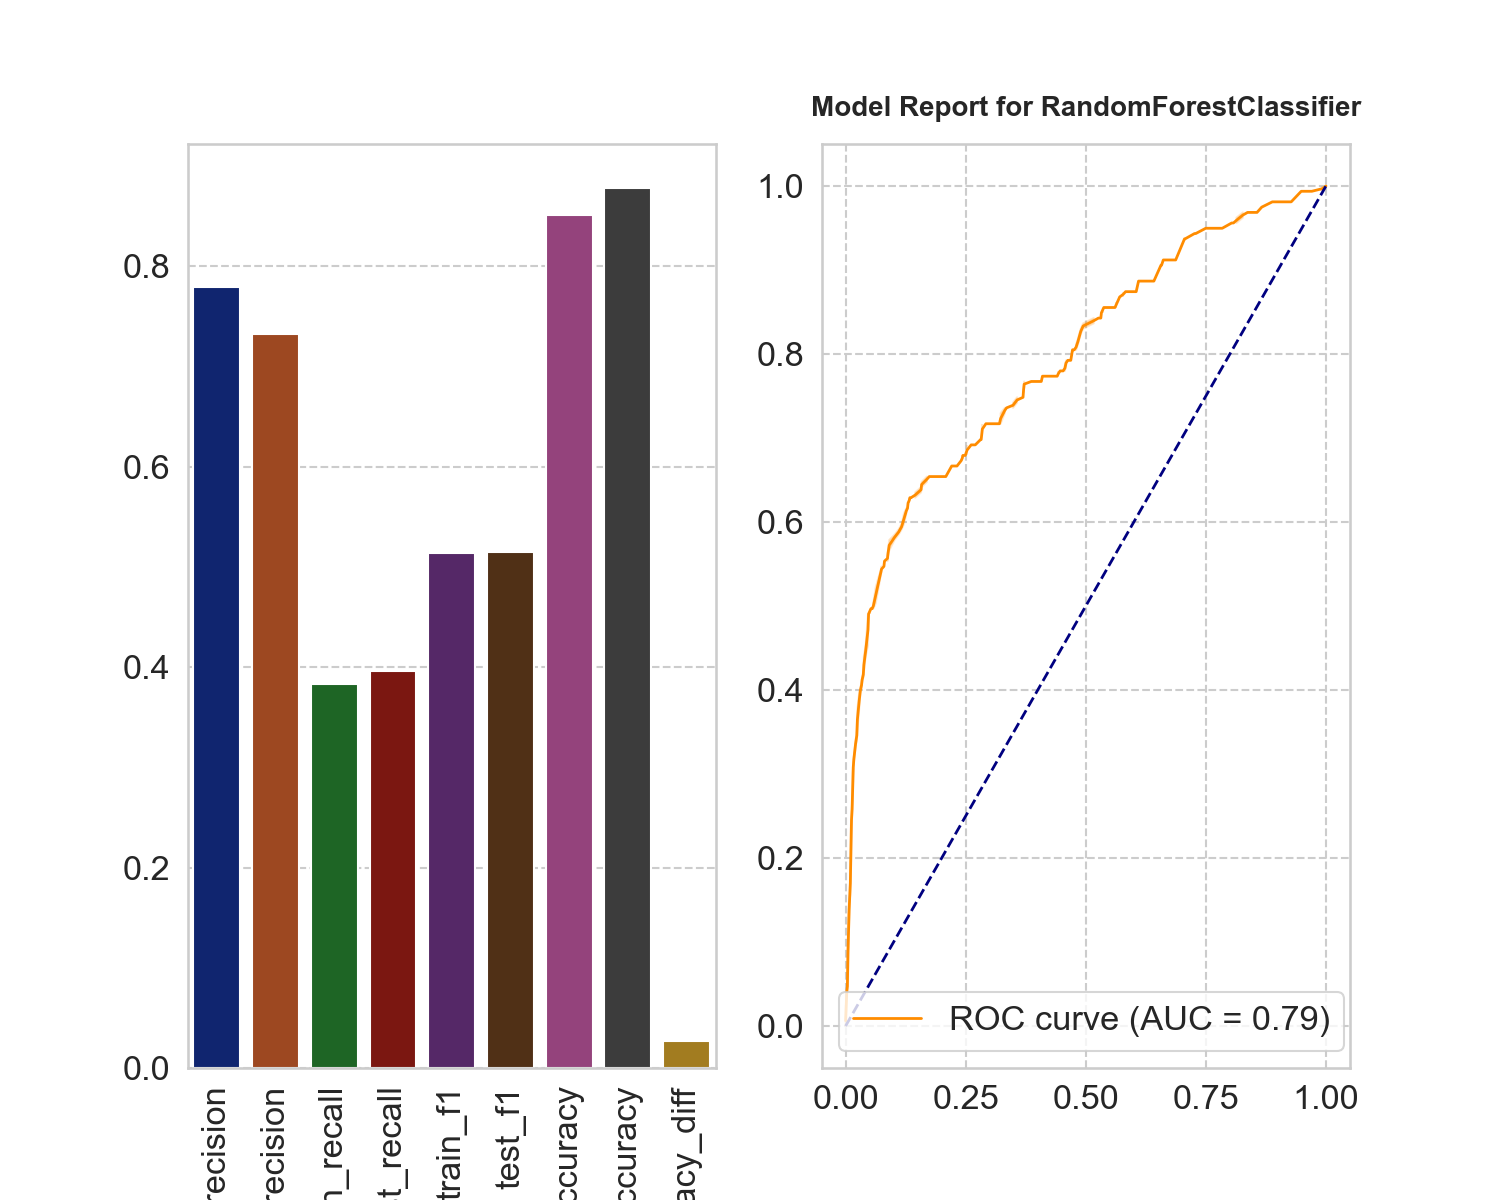 Model Report for RandomForestClassifier
0.8
0.6
0.4
0.2
0.0
recision
recision
n_recall
t_recall
train_f1
test_f1
ccuracy
ccuracy
acy_diff
1.0
0.8
0.6
0.4
0.2
0.0
ROC curve (AUC = 0.79)
0.00 0.25 0.50 0.75 1.00